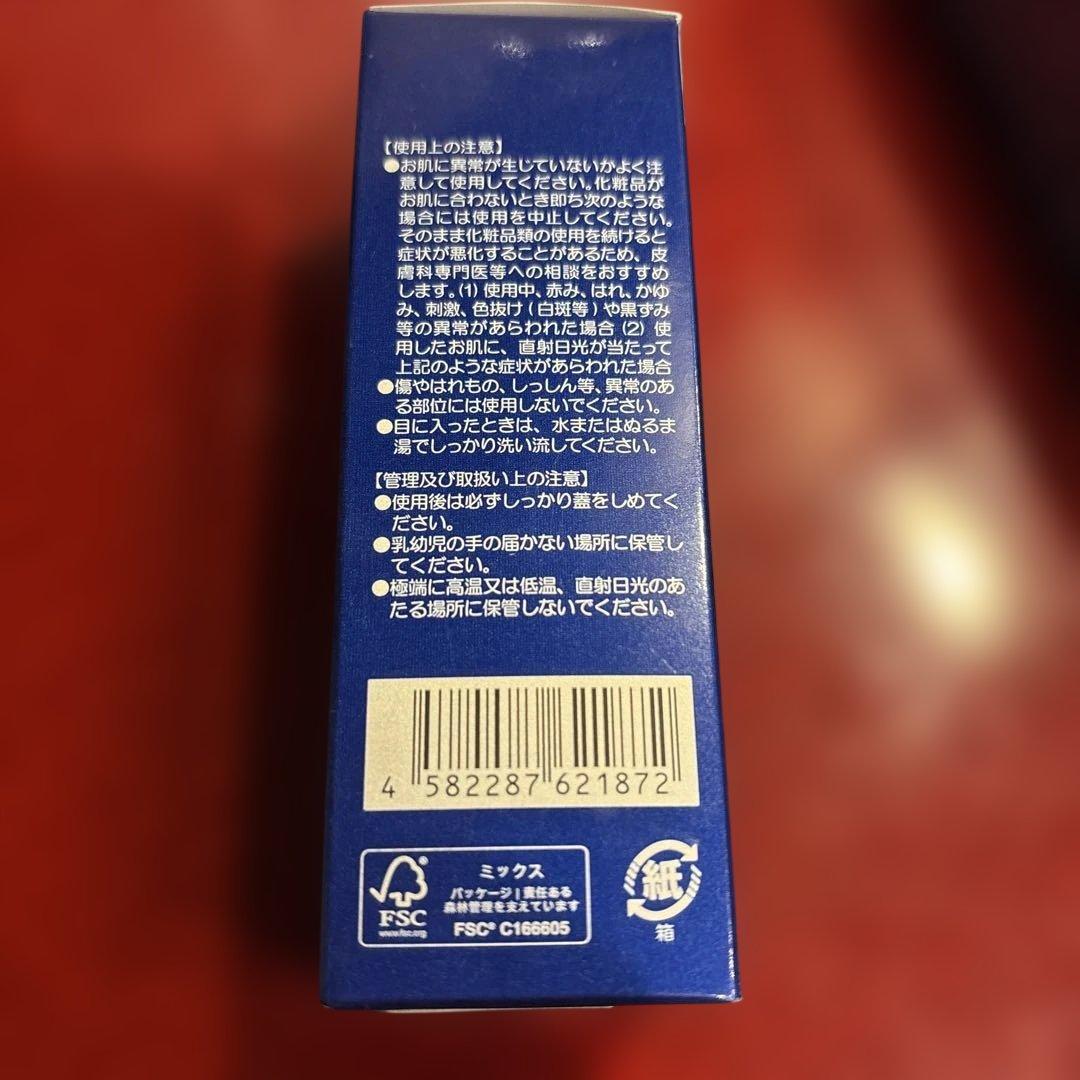 【使用上の注意】
●お肌に異常が生じていないかよく注
意して使用してください。化粧品が
お肌に合わないとき即ち次のような
場合には使用を中止してください。
そのまま化粧品類の使用を続けると
症状が悪化することがあるため、皮
膚科専門医等への相談をおすすめ
します。(1) 使用中、赤み、はれ、かゆ
み、刺激、色抜け(白斑等)や黒ずみ
等の異常があらわれた場合 (2) 使
用したお肌に、直射日光が当たって
上記のような症状があらわれた場合
●傷やはれもの、しっしん等、異常のあ
る部位には使用しないでください。
●目に入ったときは、水またはぬるま
湯でしっかり洗い流してください。
【管理及び取扱い上の注意】
●使用後は必ずしっかり蓋をしめてく
ださい。
●乳幼児の手の届かない場所に保管し
てください。
●極端に高温又は低温、直射日光のあ
たる場所に保管しないでください。
4 582287 621872
FSC®
www.fsc.org
ミックス
パッケージ | 責任ある
森林管理を支えています
FSC® C166605
紙
箱